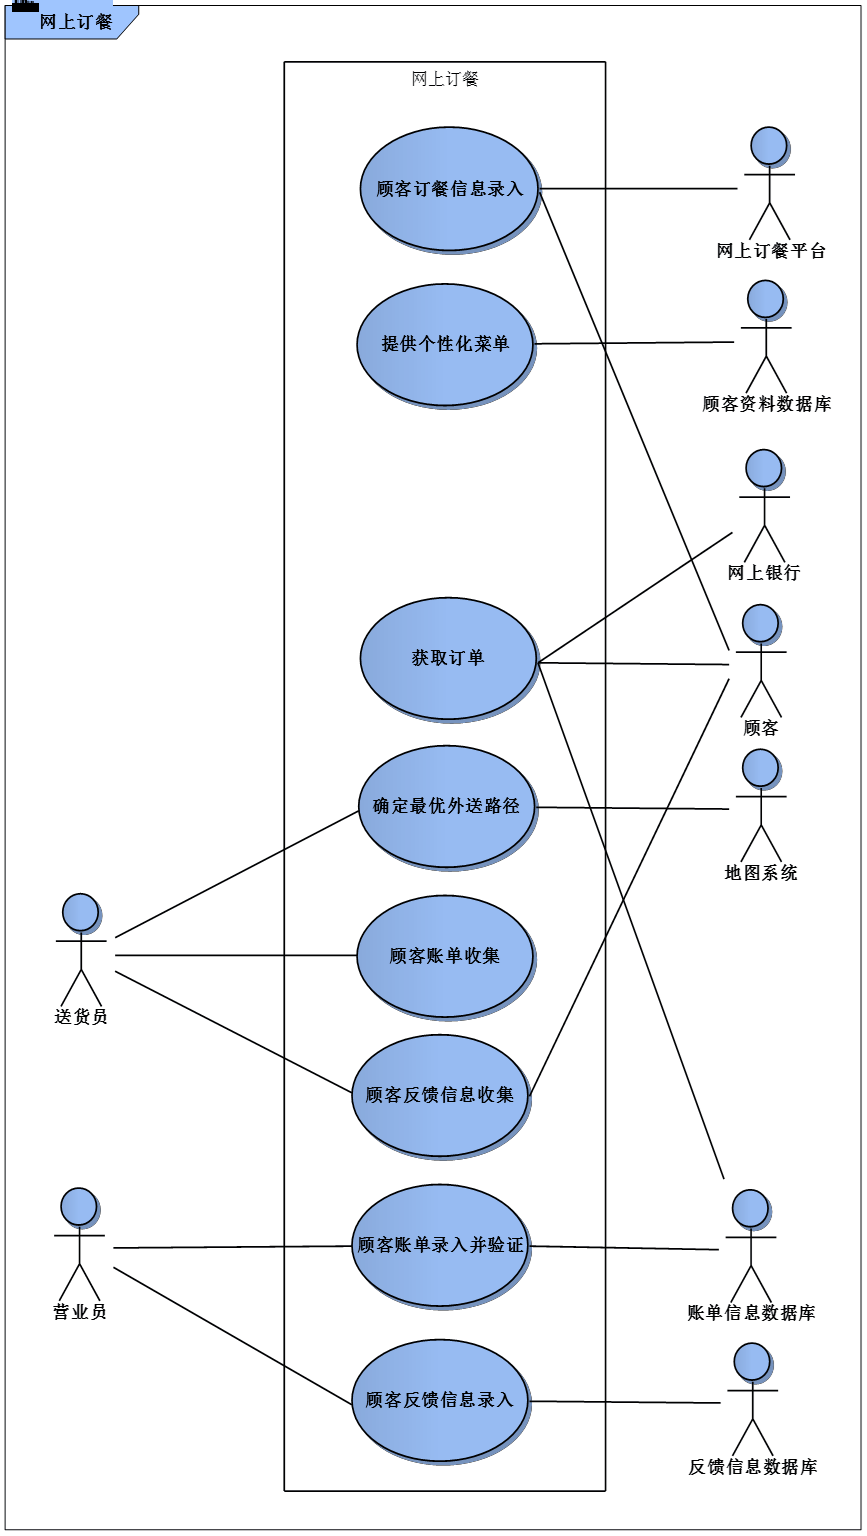 网上订餐
网上订餐
顾客订餐信息录入
网上订餐平台
提供个性化菜单
顾客资料数据库
网上银行
获取订单
顾客
确定最优外送路径
地图系统
顾客账单收集
送货员
顾客反馈信息收集
顾客账单录入并验证
营业员
账单信息数据库
顾客反馈信息录入
反馈信息数据库